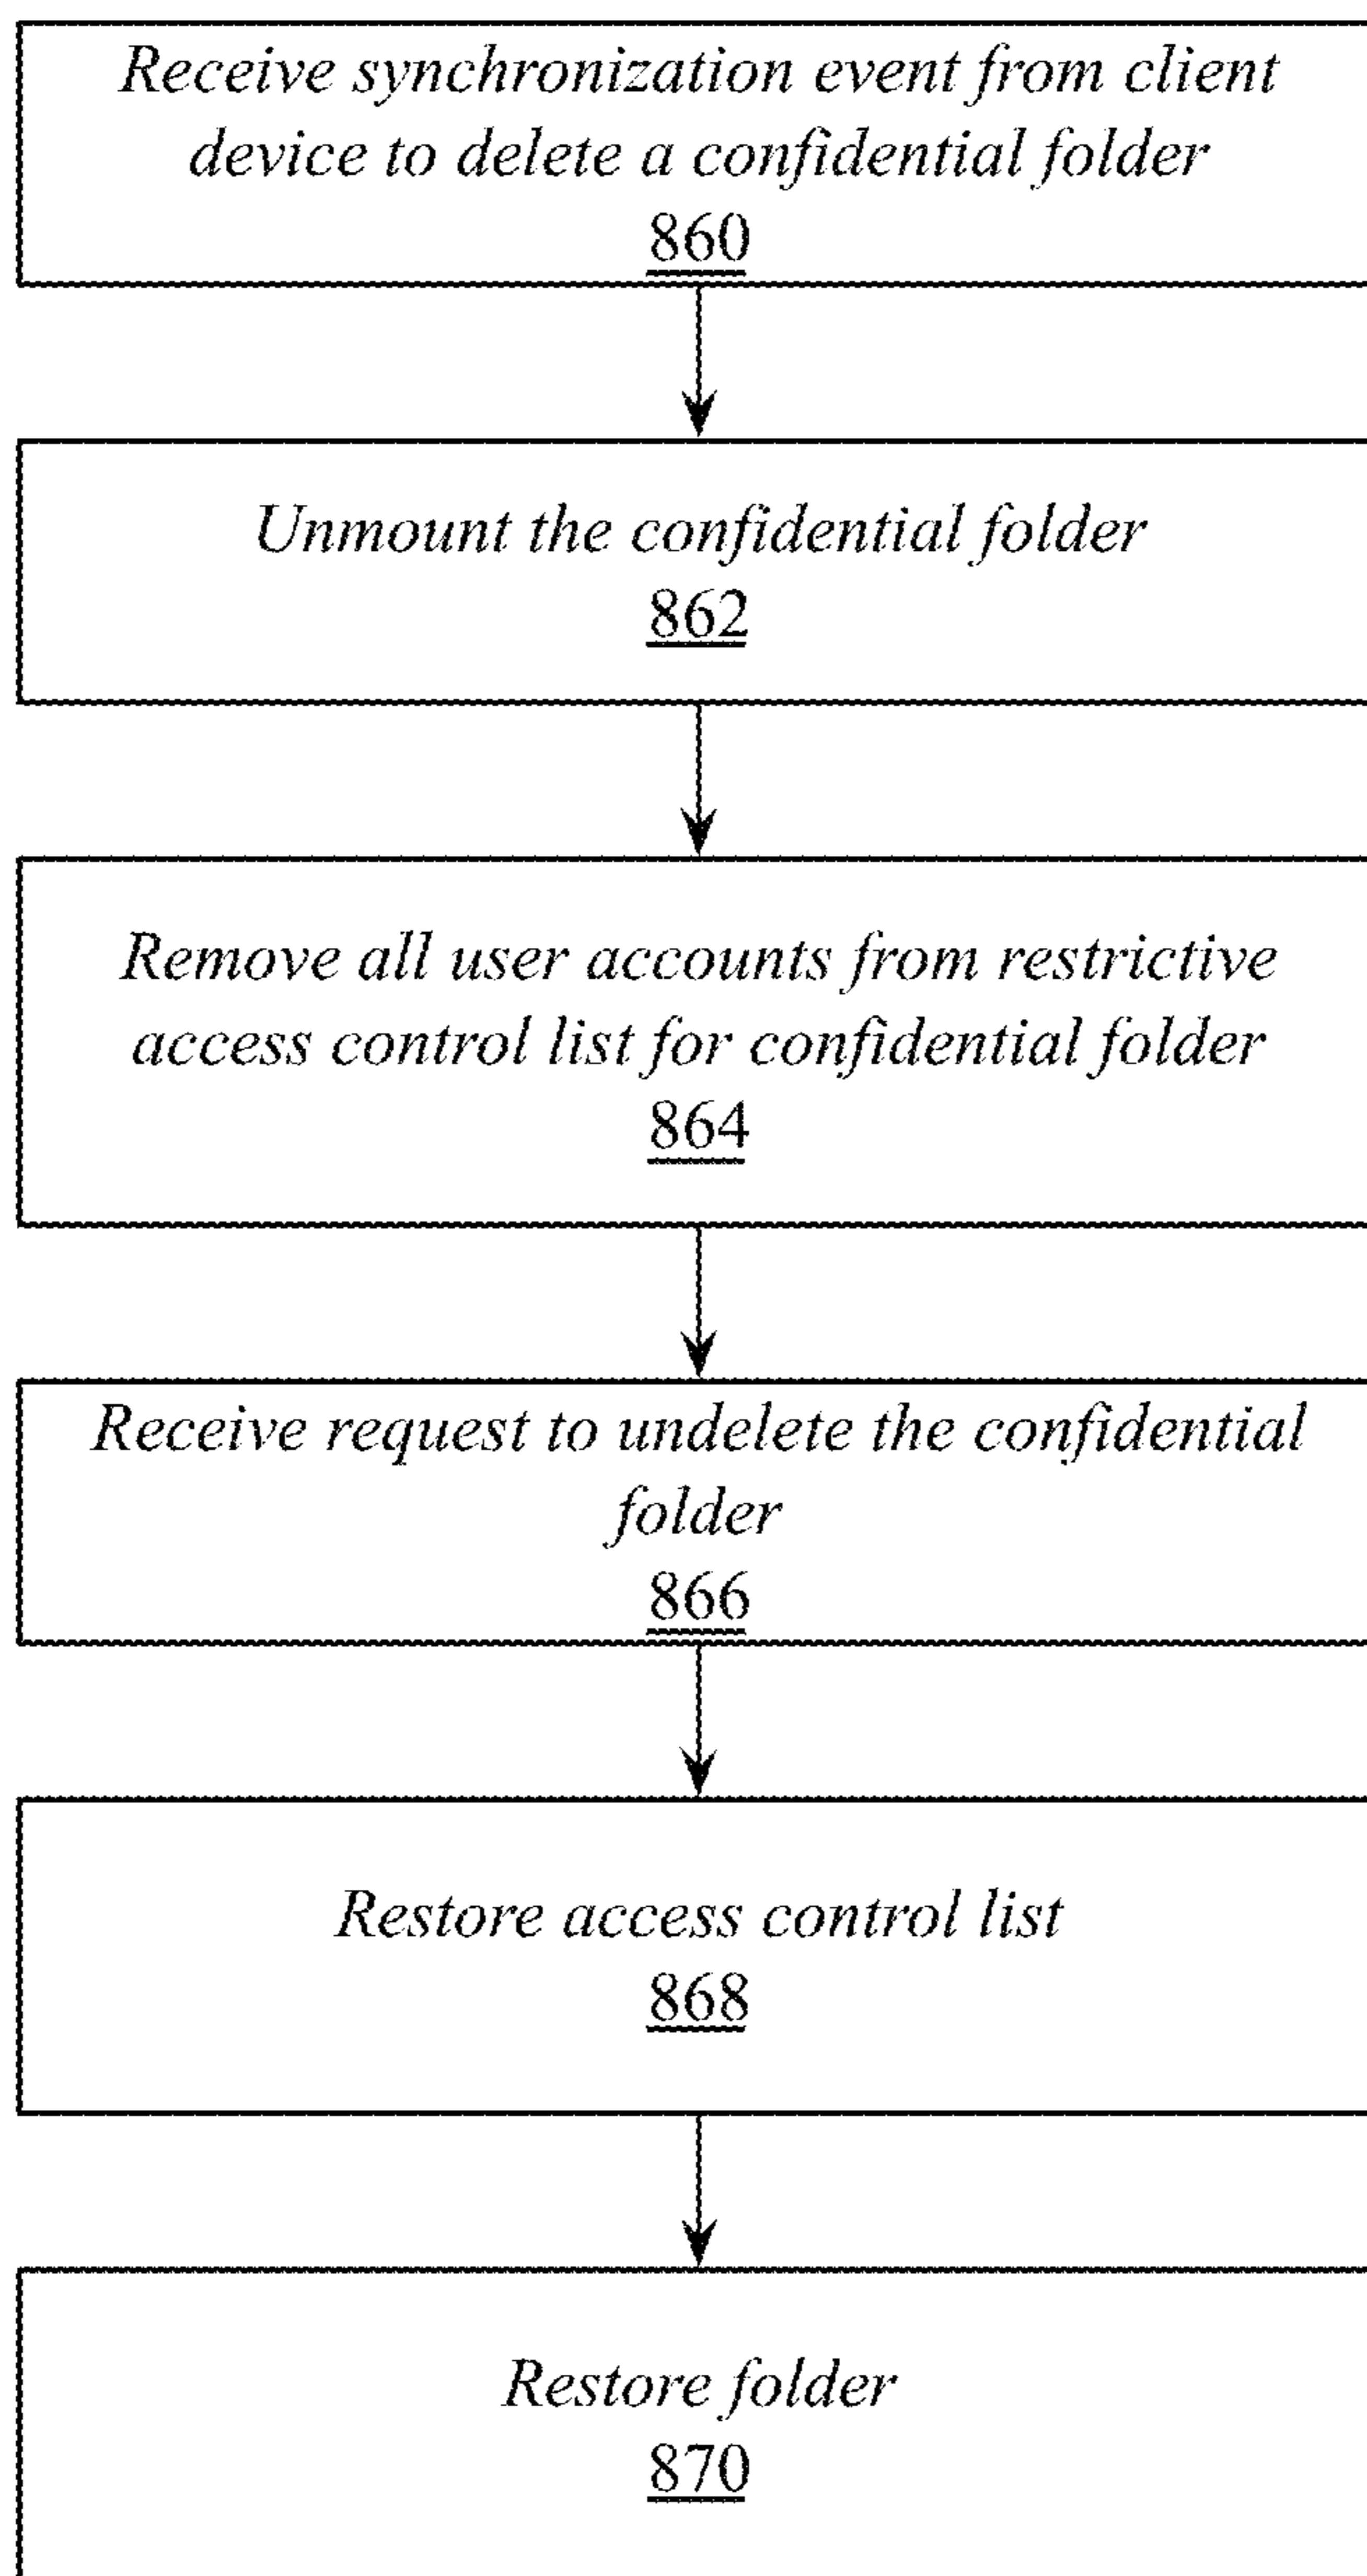 Receive synchronization event from client
device to delete a confidential folder
860
Unmount the confidential folder
862
Remove all user accounts from restrictive
access control list for confidential folder
864
Receive request to undelete the confidential
folder
866
Restore access control list
868
Restore folder
870